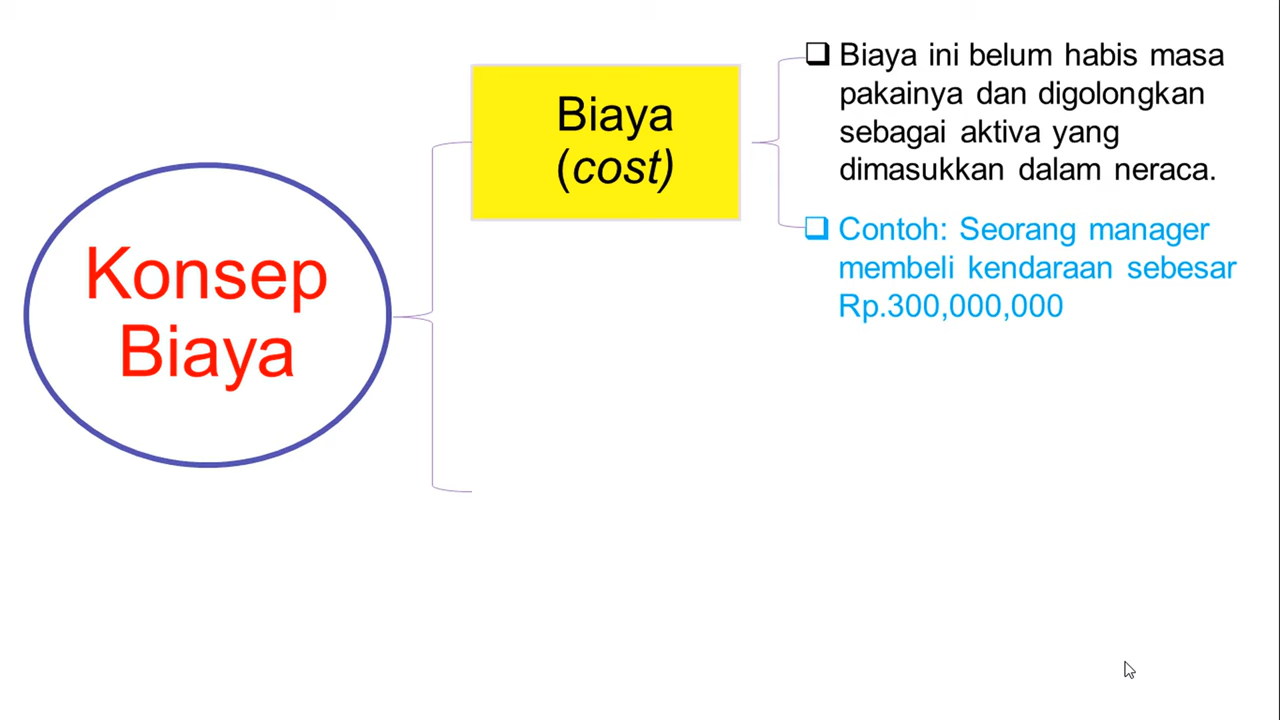 Konsep
Biaya
Biaya
(cost)
Biaya ini belum habis masa
pakainya dan digolongkan
sebagai aktiva yang
dimasukkan dalam neraca.
Contoh: Seorang manager
membeli kendaraan sebesar
Rp.300,000,000